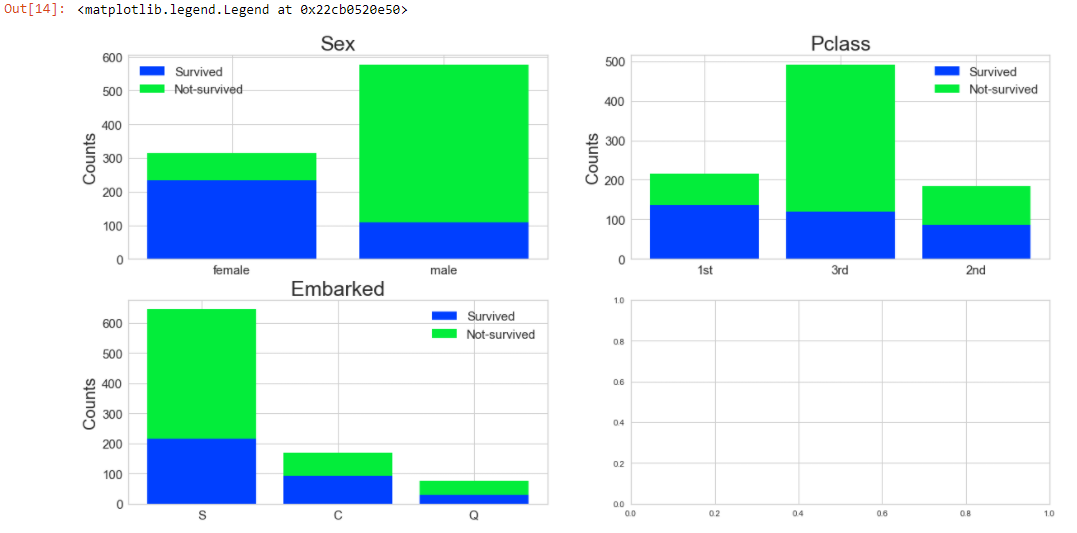 Out[14]: <matplotlib.legend.Legend at 0x22cb0520e50>
Sex
Counts
600
500
400
300
200
100
0
Survived
Not-survived
female male
Pclass
Counts
500
400
300
200
100
0
Survived
Not-survived
1st 3rd 2nd
Embarked
Counts
600
500
400
300
200
100
0
Survived
Not-survived
S C Q
1.0
0.8
0.6
0.4
0.2
0.0
0.0 0.2 0.4 0.6 0.8 1.0